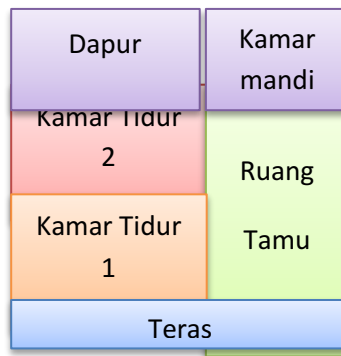 Dapur
Kamar
mandi
Kamar Tidur
2
Ruang
Tamu
Kamar Tidur
1
Teras